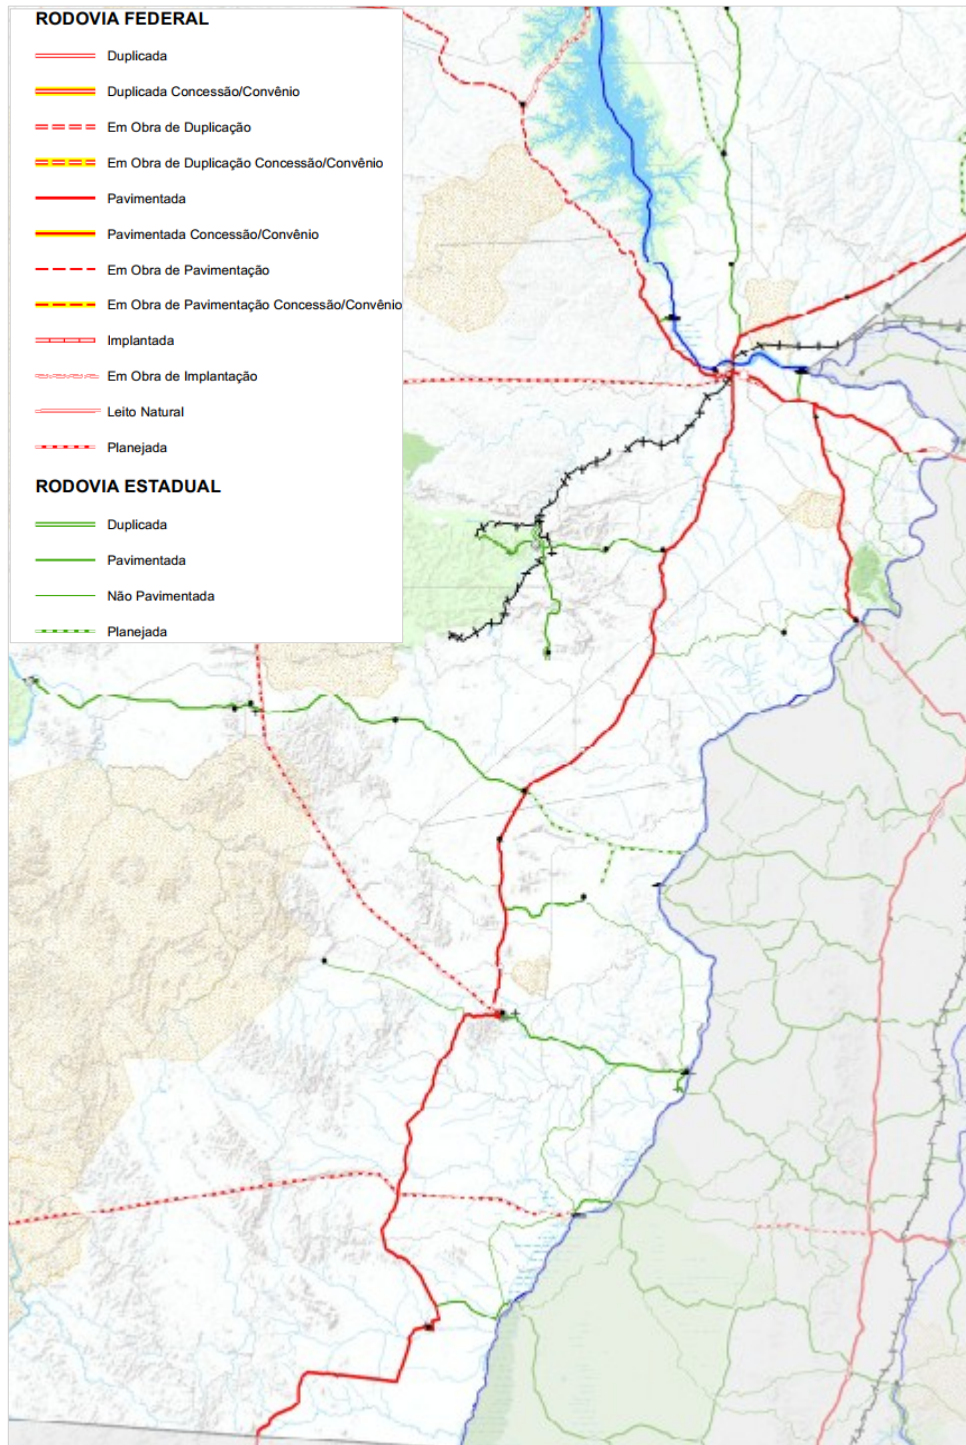 RODOVIA FEDERAL
Duplicada
Duplicada Concessão/Convênio
Em Obra de Duplicação
Em Obra de Duplicação Concessão/Convênio
Pavimentada
Pavimentada Concessão/Convênio
Em Obra de Pavimentação
Em Obra de Pavimentação Concessão/Convênio
Implantada
Em Obra de Implantação
Leito Natural
Planejada
RODOVIA ESTADUAL
Duplicada
Pavimentada
Não Pavimentada
Planejada